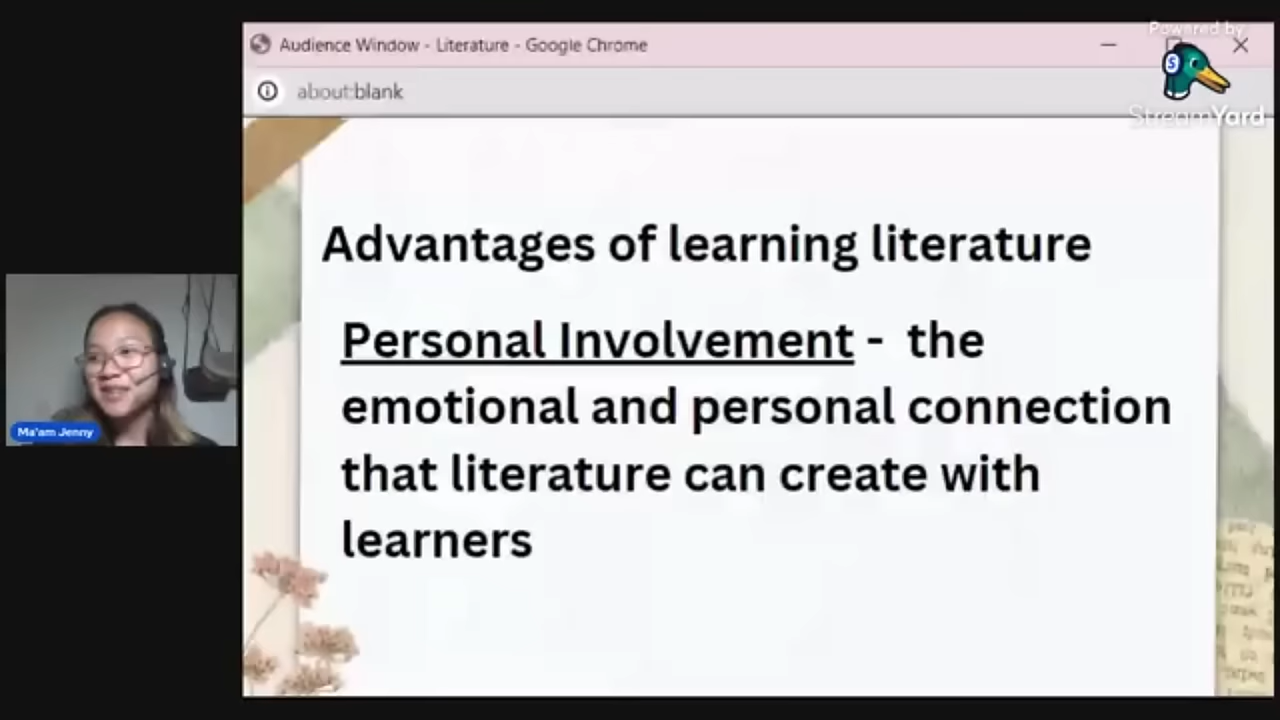 Audience Window - Literature - Google Chrome
Powered by
about:blank
StreamYard
Advantages of learning literature
Personal Involvement - the
emotional and personal connection
that literature can create with
learners
Ma'am Jenny